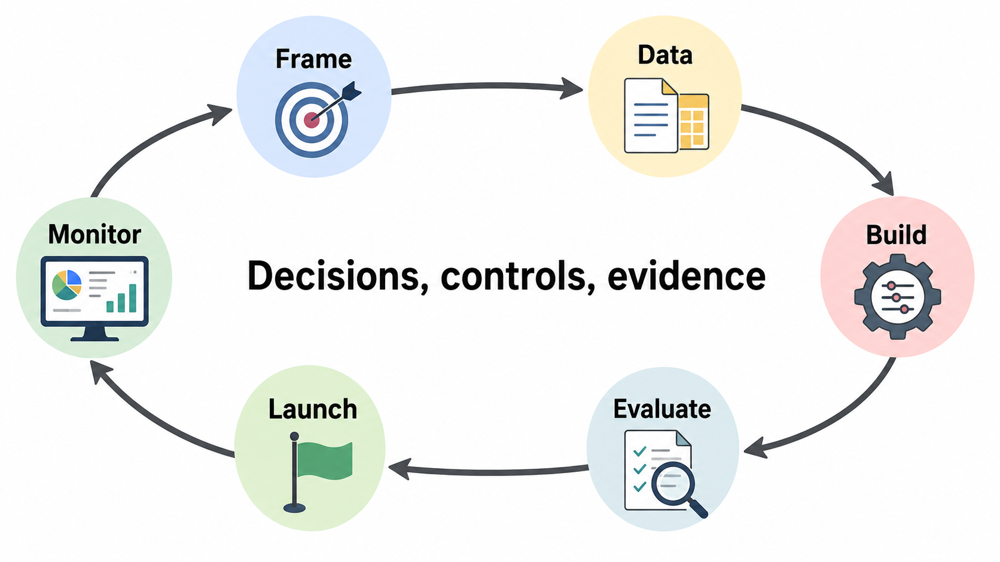 Frame
Data
Monitor
Build
Decisions, controls, evidence
Launch
Evaluate